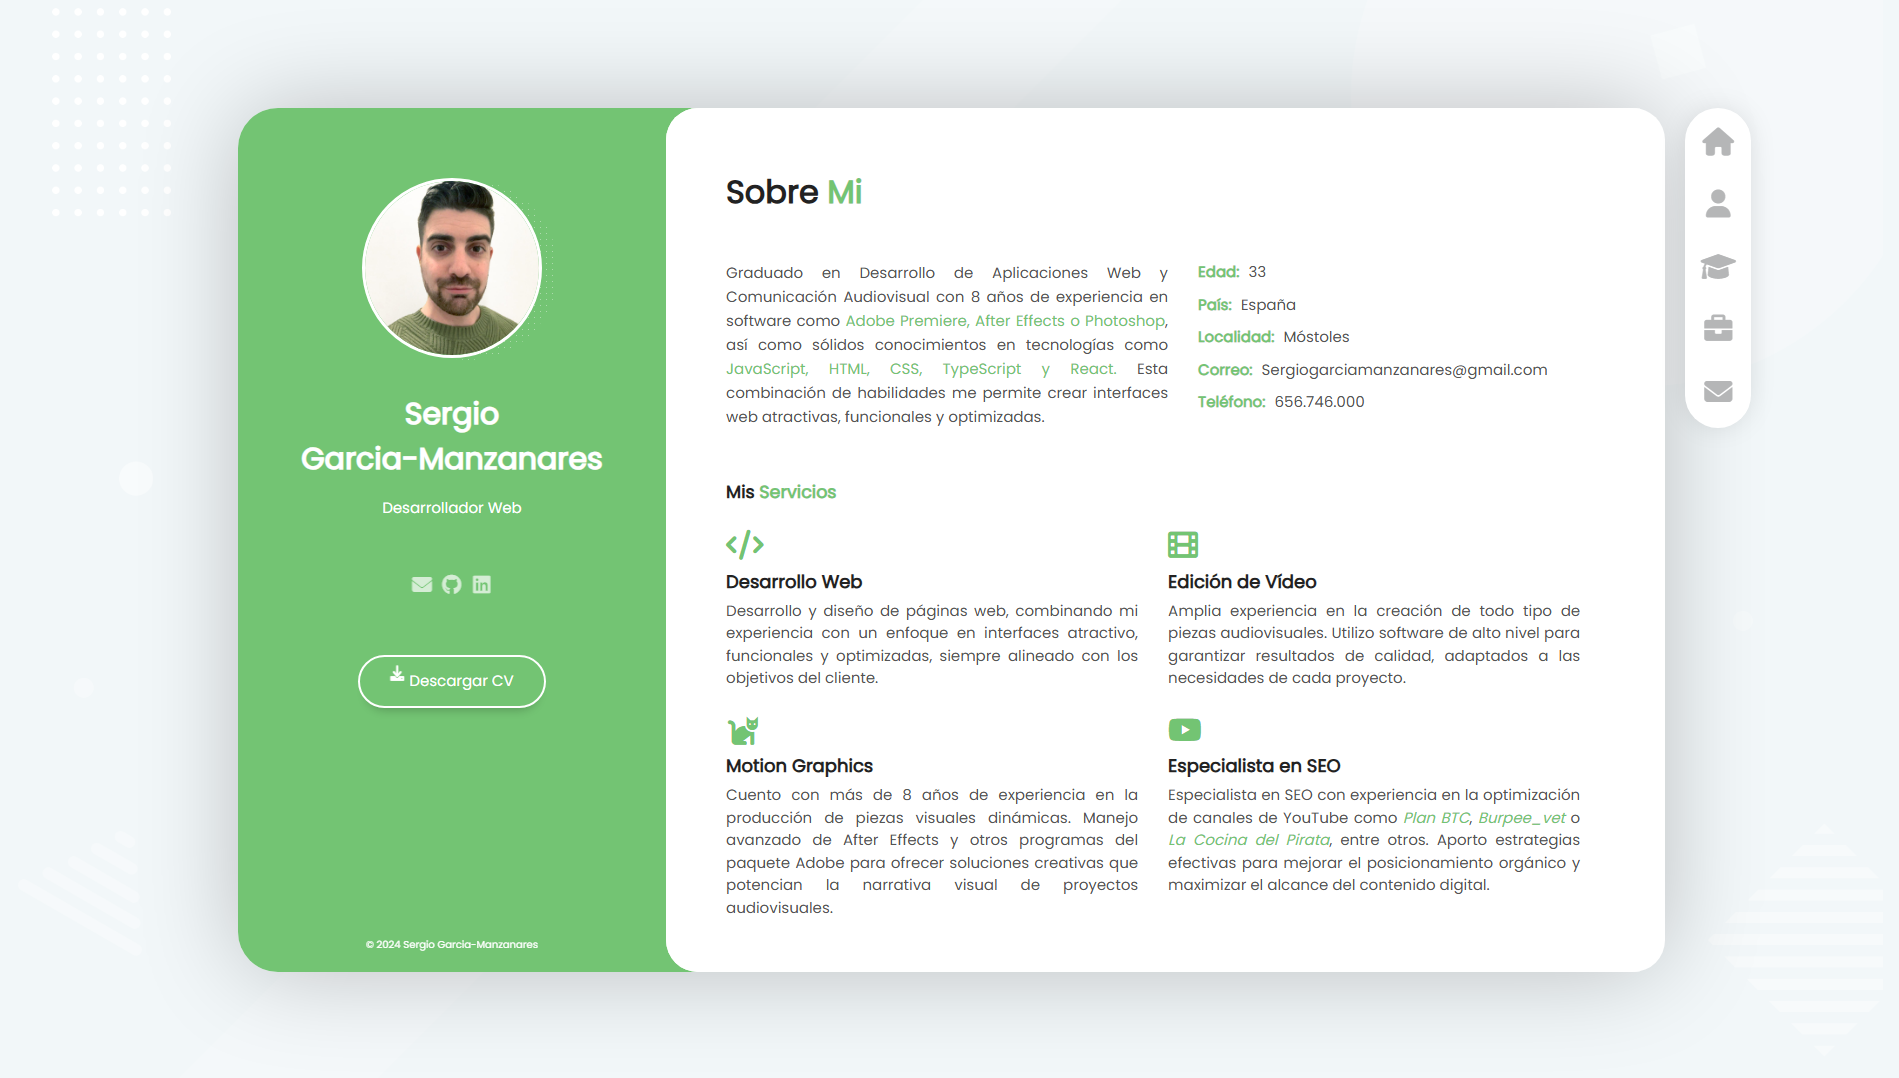 Sergio
Garcia-Manzanares
Desarrollador Web
Descargar CV
© 2024 Sergio Garcia-Manzanares
Sobre Mi
Graduado en Desarrollo de Aplicaciones Web y
Comunicación Audiovisual con 8 años de experiencia en
software como Adobe Premiere, After Effects o Photoshop,
así como sólidos conocimientos en tecnologías como
JavaScript, HTML, CSS, TypeScript y React. Esta
combinación de habilidades me permite crear interfaces
web atractivas, funcionales y optimizadas.
Edad: 33
País: España
Localidad: Móstoles
Correo: Sergiogarciamanzanares@gmail.com
Teléfono: 656.746.000
Mis Servicios
Desarrollo Web
Desarrollo y diseño de páginas web, combinando mi
experiencia con un enfoque en interfaces atractivo,
funcionales y optimizadas, siempre alineado con los
objetivos del cliente.
Edición de Vídeo
Amplia experiencia en la creación de todo tipo de
piezas audiovisuales. Utilizo software de alto nivel para
garantizar resultados de calidad, adaptados a las
necesidades de cada proyecto.
Motion Graphics
Cuento con más de 8 años de experiencia en la
producción de piezas visuales dinámicas. Manejo
avanzado de After Effects y otros programas del
paquete Adobe para ofrecer soluciones creativas que
potencian la narrativa visual de proyectos
audiovisuales.
Especialista en SEO
Especialista en SEO con experiencia en la optimización
de canales de YouTube como Plan BTC, Burpee_vet o
La Cocina del Pirata, entre otros. Aporto estrategias
efectivas para mejorar el posicionamiento orgánico y
maximizar el alcance del contenido digital.